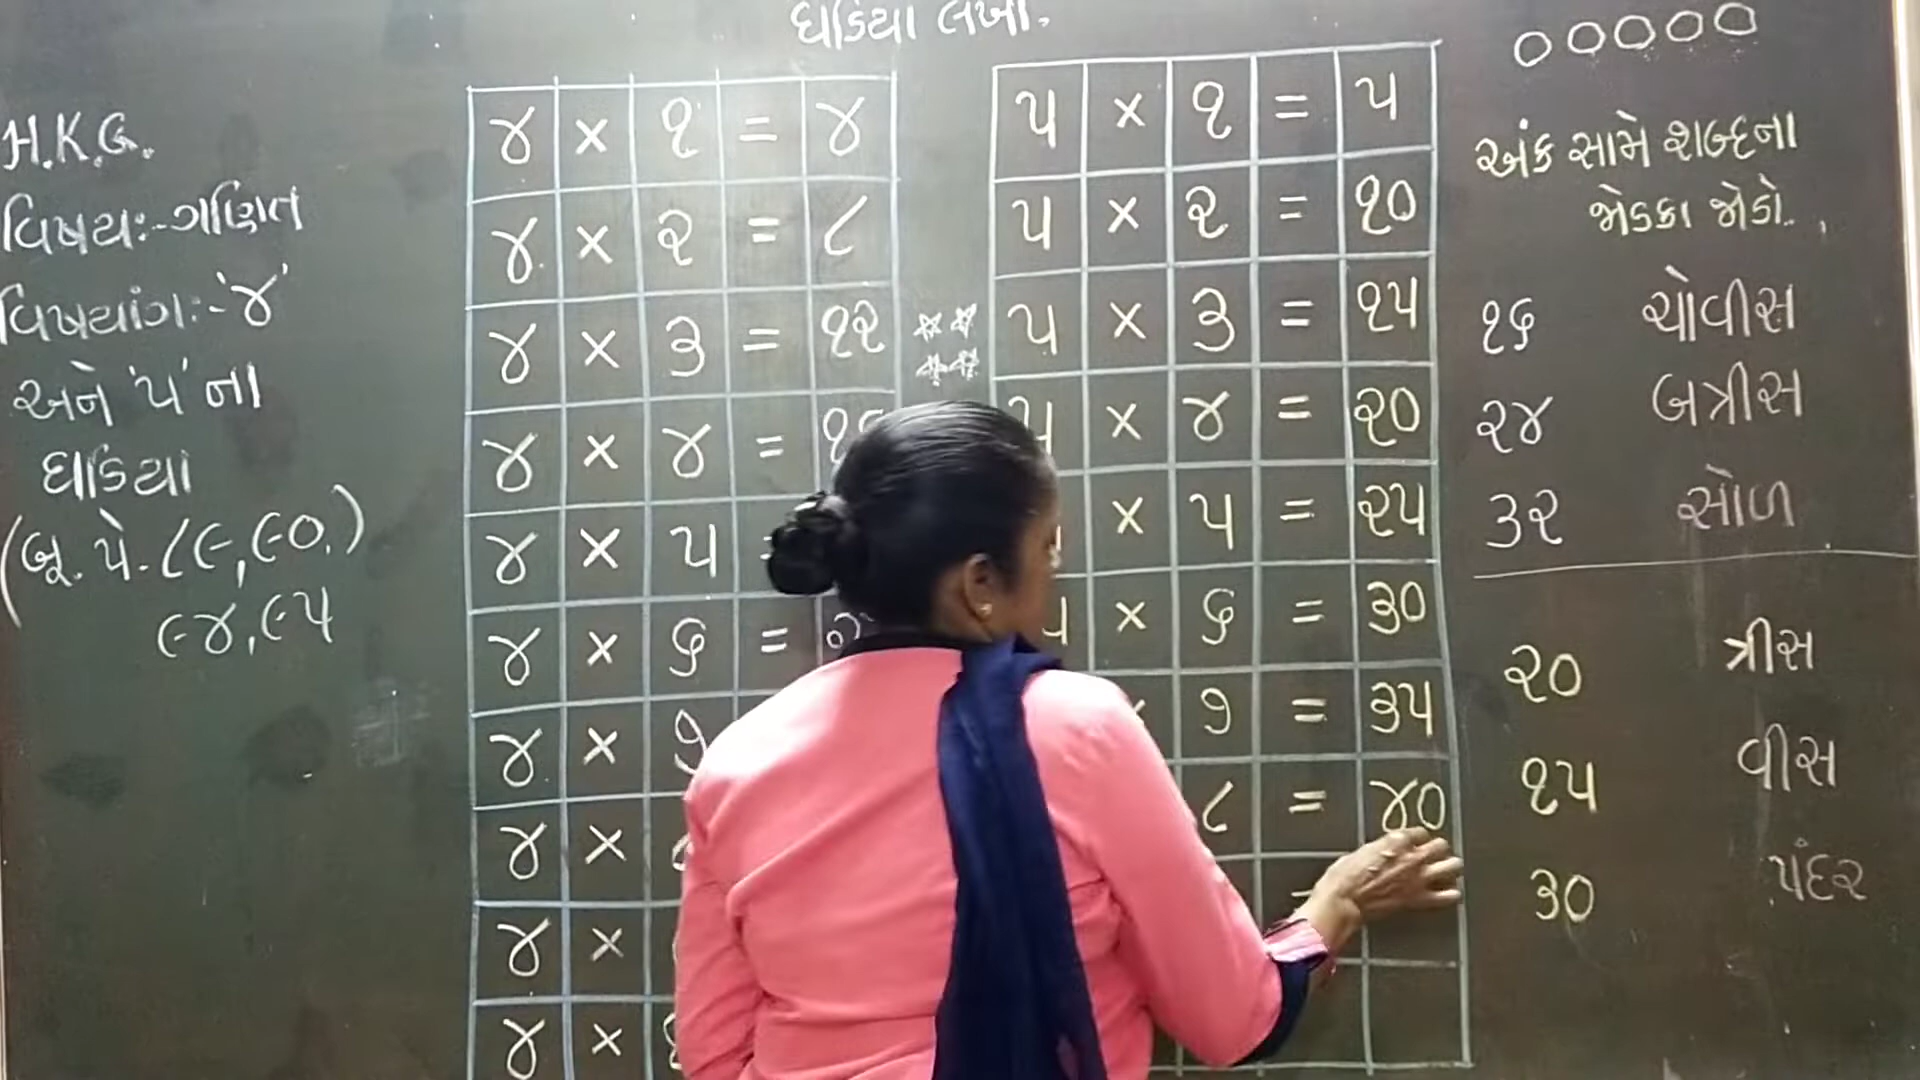 ઘડિયા લખો.
H.K.G.
વિષય:-ગણિત
વિષયાંગ:-'૪'
અને 'પ' ના
ઘડિયા
(બૂ. પે. ૮૯,૯૦,)
૯૪,૯૫
૪ × ૧ = ૪
૪ × ૨ = ૮
૪ × ૩ = ૧૨
૪ × ૪ =
૪ × ૫
૪ × ૬ =
૪ × ૭
૪ ×
૪ ×
૪ ×
૫ × ૧ = ૫
૫ × ૨ = ૧૦
૫ × ૩ = ૧૫
૫ × ૪ = ૨૦
× ૫ = ૨૫
૫ × ૬ = ૩૦
૭ = ૩૫
૮ = ૪૦
=
૦૦૦૦૦
અંક સામે શબ્દના
જોડકા જોડો..
૧૬ ચોવીસ
૨૪ બત્રીસ
૩૨ સોળ
૨૦ ત્રીસ
૧૫ વીસ
૩૦ પંદર